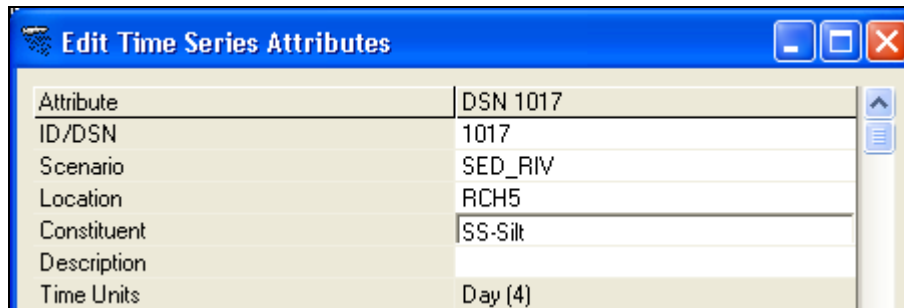 Edit Time Series Attributes
Attribute DSN 1017
ID/DSN 1017
Scenario SED_RIV
Location RCH5
Constituent SS-Silt
Description
Time Units Day (4)